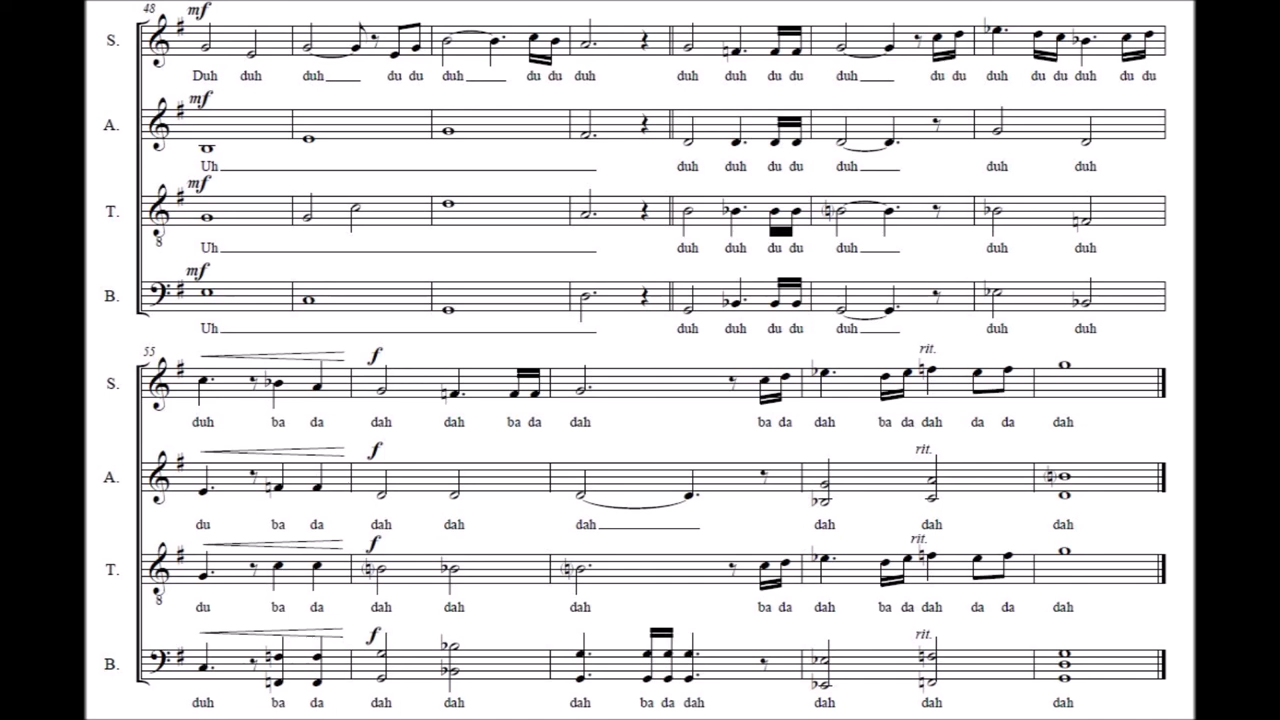 48
mf
S.
Duh duh duh du du duh du du duh duh duh du du duh du du duh du du duh du du
mf
A.
Uh duh duh du du duh duh duh
mf
T.
8
Uh duh duh du du duh duh duh
mf
B.
Uh duh duh du du duh duh duh
55
f
rit.
S.
duh ba da dah dah ba da dah ba da dah ba da dah da da dah
f
rit.
A.
du ba da dah dah dah dah dah dah
f
rit.
T.
8
du ba da dah dah dah ba da dah ba da dah da da dah
f
rit.
B.
duh ba da dah dah dah ba da dah dah dah dah